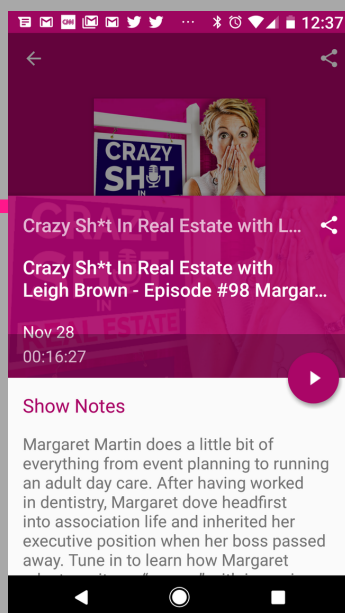 12:37
CRAZY
SH*T
IN
Crazy Sh*t In Real Estate with L...
Crazy Sh*t In Real Estate with
Leigh Brown - Episode #98 Margar...
REAL ESTATE
Nov 28
00:16:27
Show Notes
Margaret Martin does a little bit of
everything from event planning to running
an adult day care. After having worked
in dentistry, Margaret dove headfirst
into association life and inherited her
executive position when her boss passed
away. Tune in to learn how Margaret